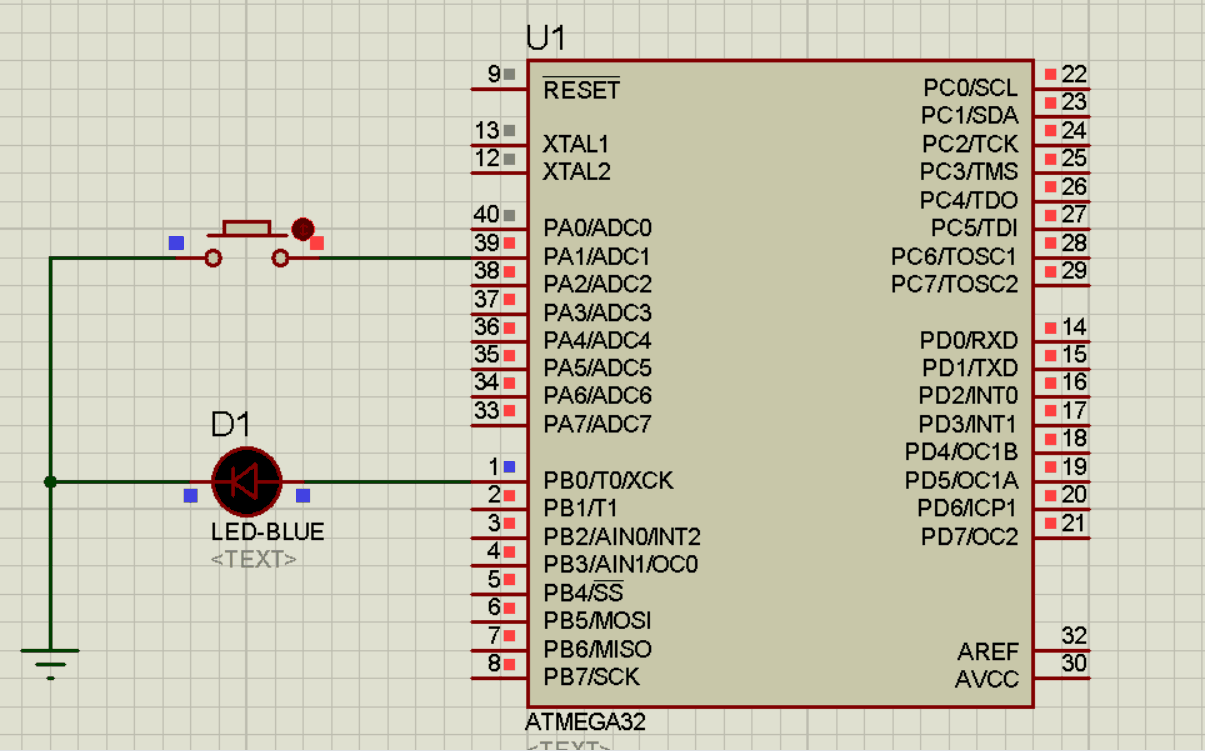 U1
9
RESET
13
XTAL1
12
XTAL2
40
PA0/ADC0
39
PA1/ADC1
38
PA2/ADC2
37
PA3/ADC3
36
PA4/ADC4
35
PA5/ADC5
34
PA6/ADC6
33
PA7/ADC7
1
PB0/T0/XCK
2
PB1/T1
3
PB2/AIN0/INT2
4
PB3/AIN1/OC0
5
PB4/SS
6
PB5/MOSI
7
PB6/MISO
8
PB7/SCK
PC0/SCL
22
PC1/SDA
23
PC2/TCK
24
PC3/TMS
25
PC4/TDO
26
PC5/TDI
27
PC6/TOSC1
28
PC7/TOSC2
29
PD0/RXD
14
PD1/TXD
15
PD2/INT0
16
PD3/INT1
17
PD4/OC1B
18
PD5/OC1A
19
PD6/ICP1
20
PD7/OC2
21
AREF
32
AVCC
30
ATMEGA32
<TEXT>
D1
LED-BLUE
<TEXT>